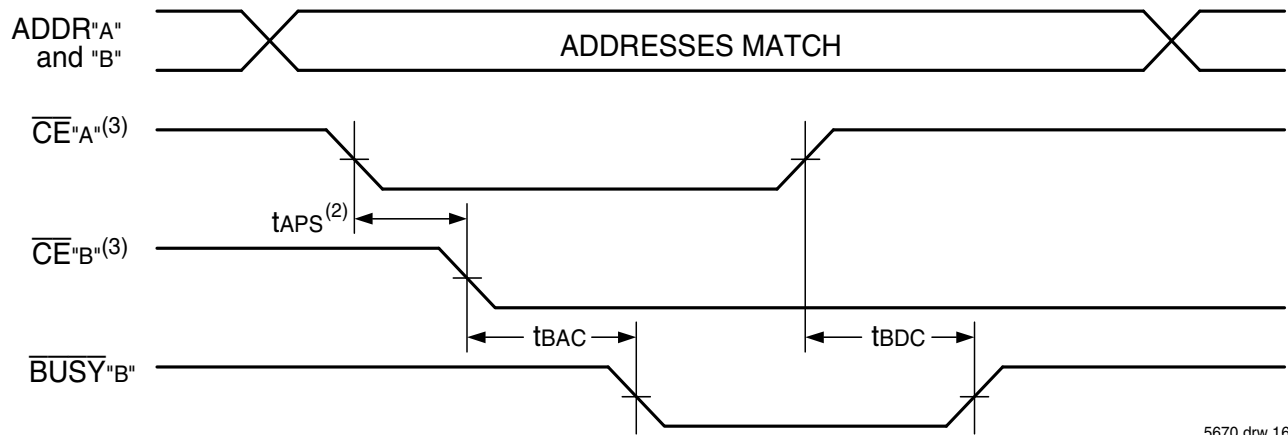 ADDR"A"
and "B"
ADDRESSES MATCH
CE"A"(3)
tAPS(2)
CE"B"(3)
tBAC
tBDC
BUSY"B"
5670 drw 16